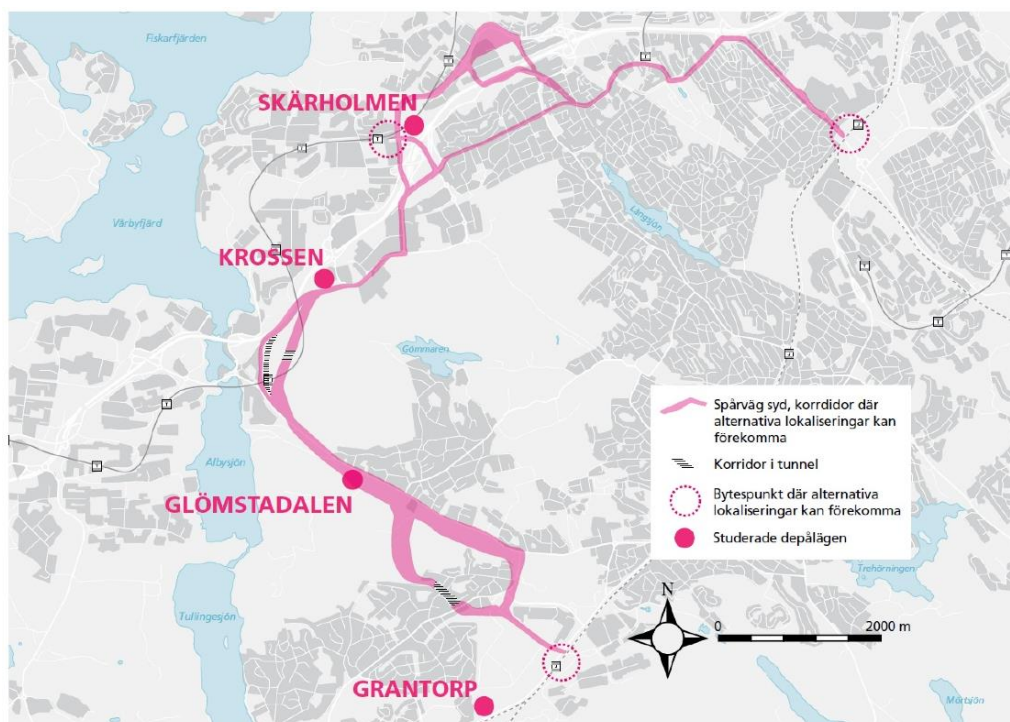 Fiskarfjärden
SKÄRHOLMEN
Långsjön
Vårbyfjärd
KROSSEN
Gömmaren
Albysjön
GLÖMSTADALEN
Spårväg syd, korrdidor där
alternativa lokaliseringar kan
förekomma
Korridor i tunnel
Bytespunkt där alternativa
lokaliseringar kan förekomma
Studerade depålägen
Trehörningen
Tullingesjön
N
0
2000 m
GRANTORP
Mörtsjön